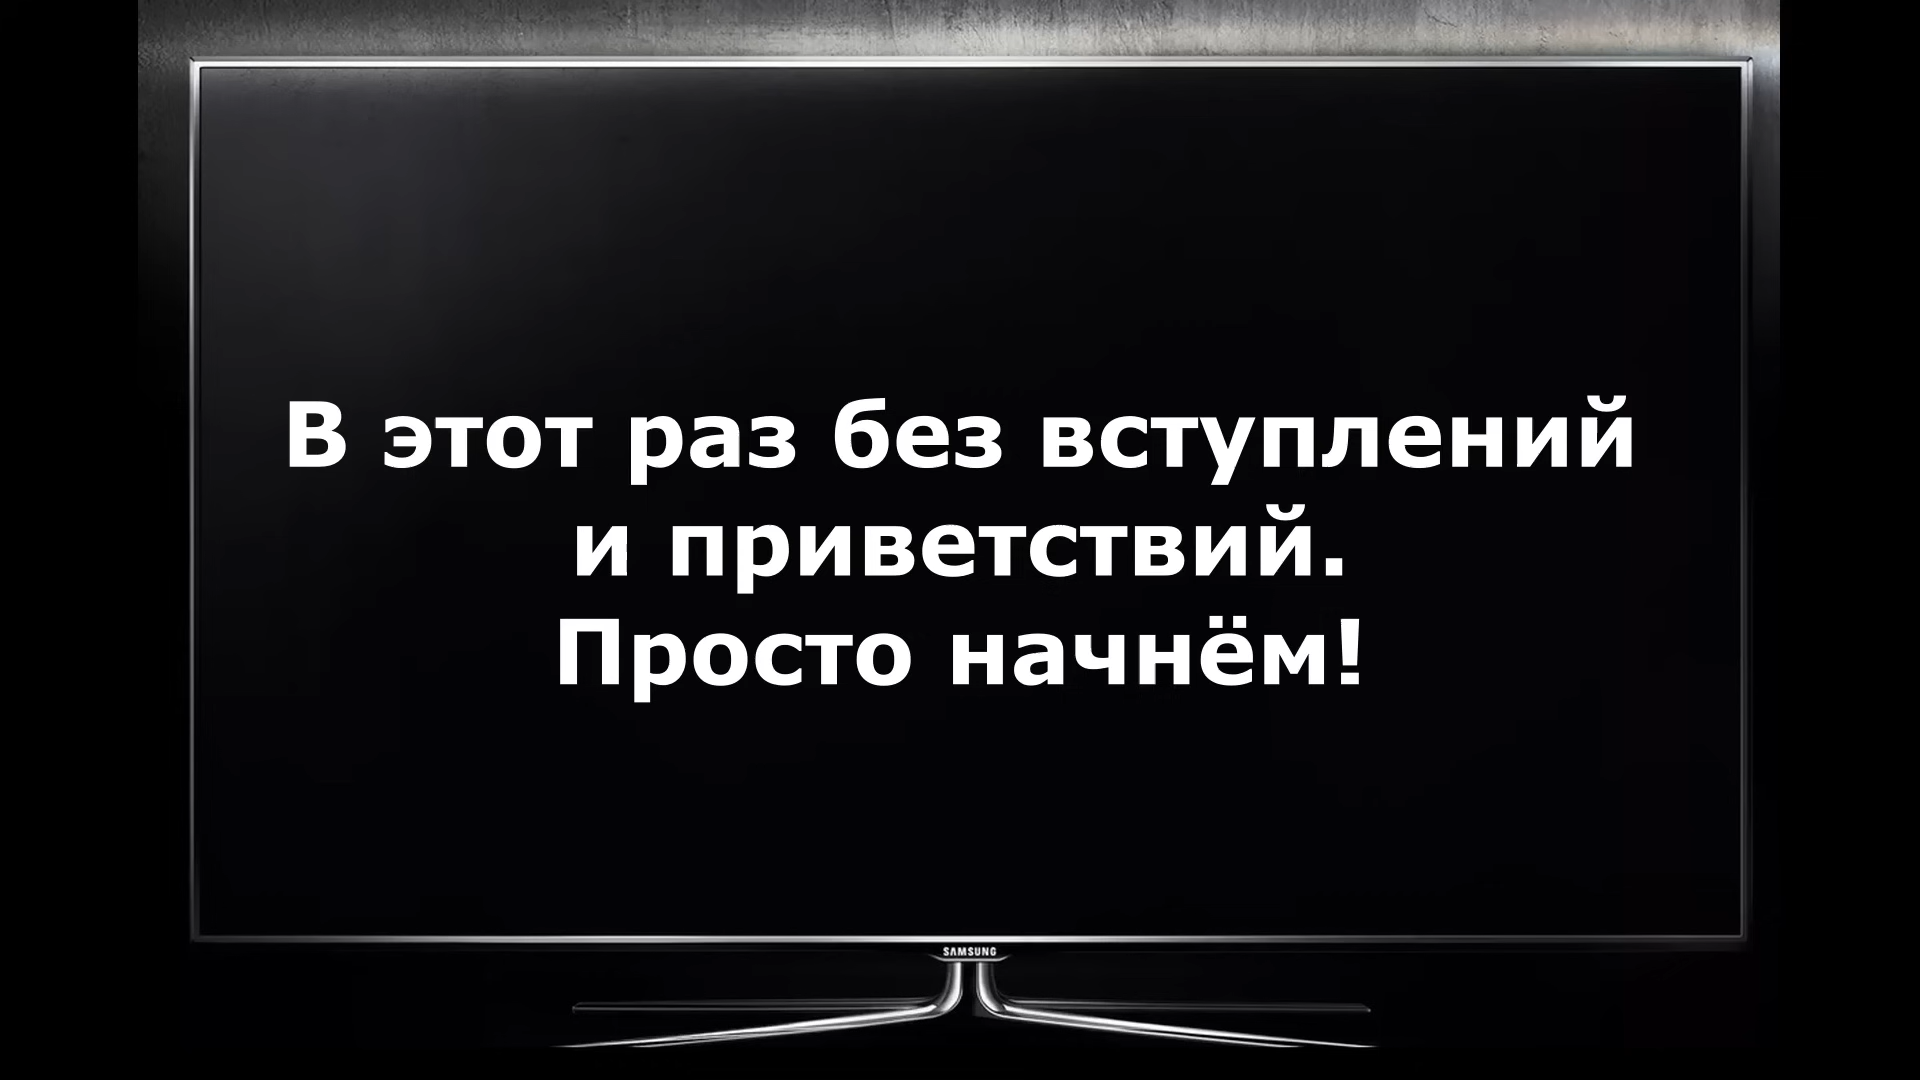 В этот раз без вступлений
и приветствий.
Просто начнём!
SAMSUNG